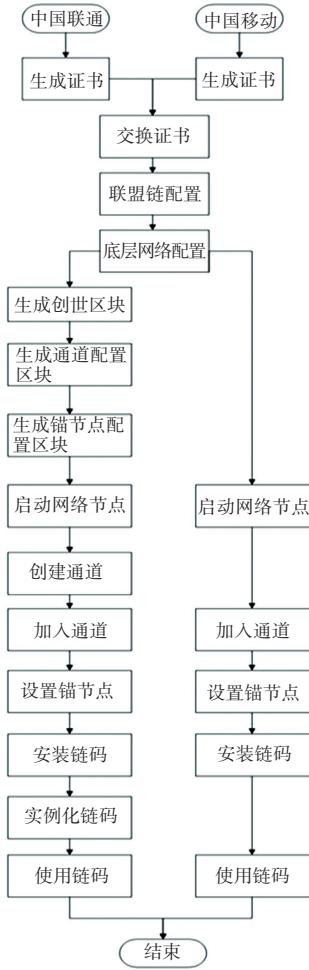 中国联通
中国移动
生成证书
生成证书
交换证书
联盟链配置
底层网络配置
生成创世区块
生成通道配置
区块
生成锚节点配
置区块
启动网络节点
启动网络节点
创建通道
加入通道
加入通道
设置锚节点
设置锚节点
安装链码
安装链码
实例化链码
使用链码
使用链码
结束